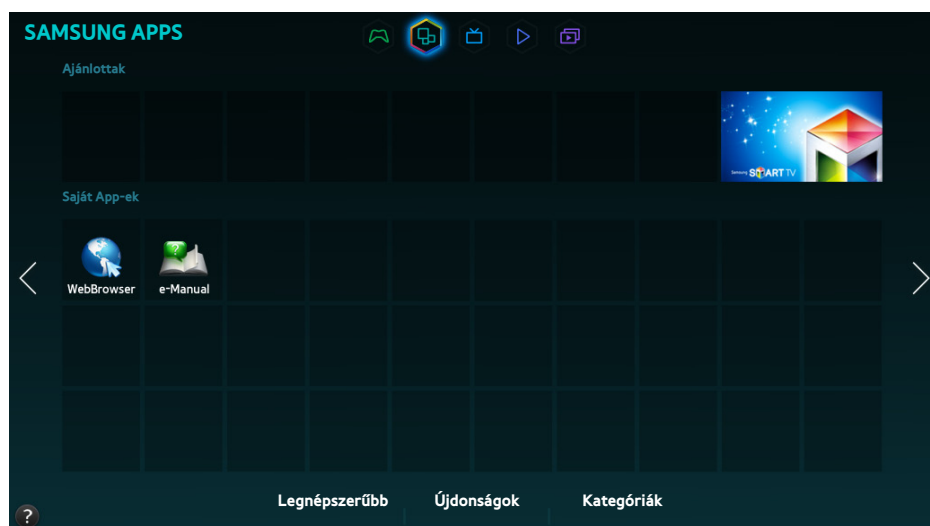 SAMSUNG APPS
Ajánlottak
Samsung SMART TV
Saját App-ek
WebBrowser
e-Manual
Legnépszerűbb
Újdonságok
Kategóriák
?